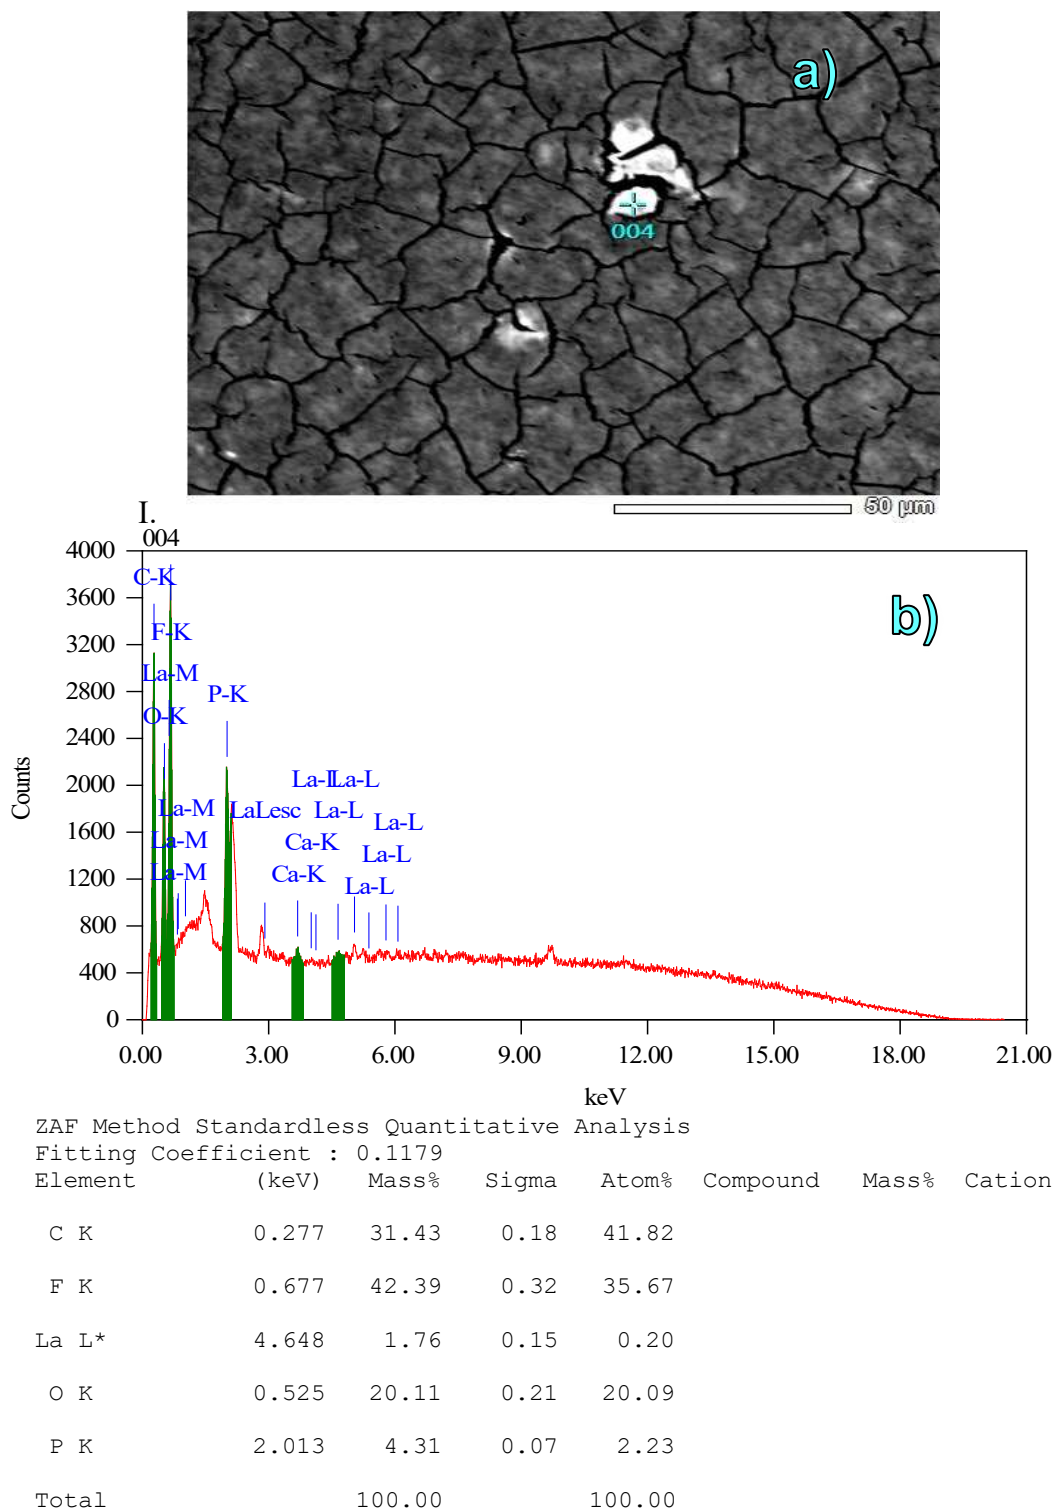 a)
004
50 µm
I.
004
4000
3600
3200
2800
2400
2000
1600
1200
800
400
0
Counts
C-K
F-K
La-M
O-K
La-M
La-M
La-M
P-K
LaLesc
La-L
La-L
La-L
Ca-K
Ca-K
La-L
La-L
La-L
b)
0.00 3.00 6.00 9.00 12.00 15.00 18.00 21.00
keV
ZAF Method Standardless Quantitative Analysis
Fitting Coefficient : 0.1179
Element (keV) Mass% Sigma Atom% Compound Mass% Cation
C K 0.277 31.43 0.18 41.82
F K 0.677 42.39 0.32 35.67
La L* 4.648 1.76 0.15 0.20
O K 0.525 20.11 0.21 20.09
P K 2.013 4.31 0.07 2.23
Total 100.00 100.00